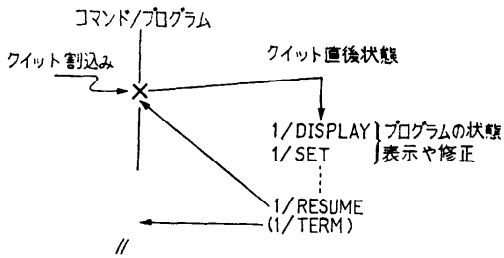 コマンド/プログラム
クイット割込み
クイット直後状態
1/DISPLAY}プログラムの状態
1/SET 表示や修正
1/RESUME
(1/TERM)
//